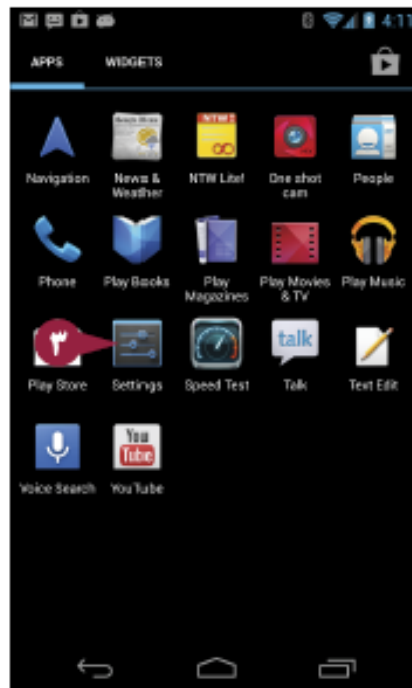 4:11
APPS WIDGETS
Navigation News & Weather NTW Lite! One shot cam People
NTW
Phone Play Books Play Magazines Play Movies & TV Play Music
٣
talk
Play Store Settings Speed Test Talk Text Edit
You Tube
Voice Search YouTube